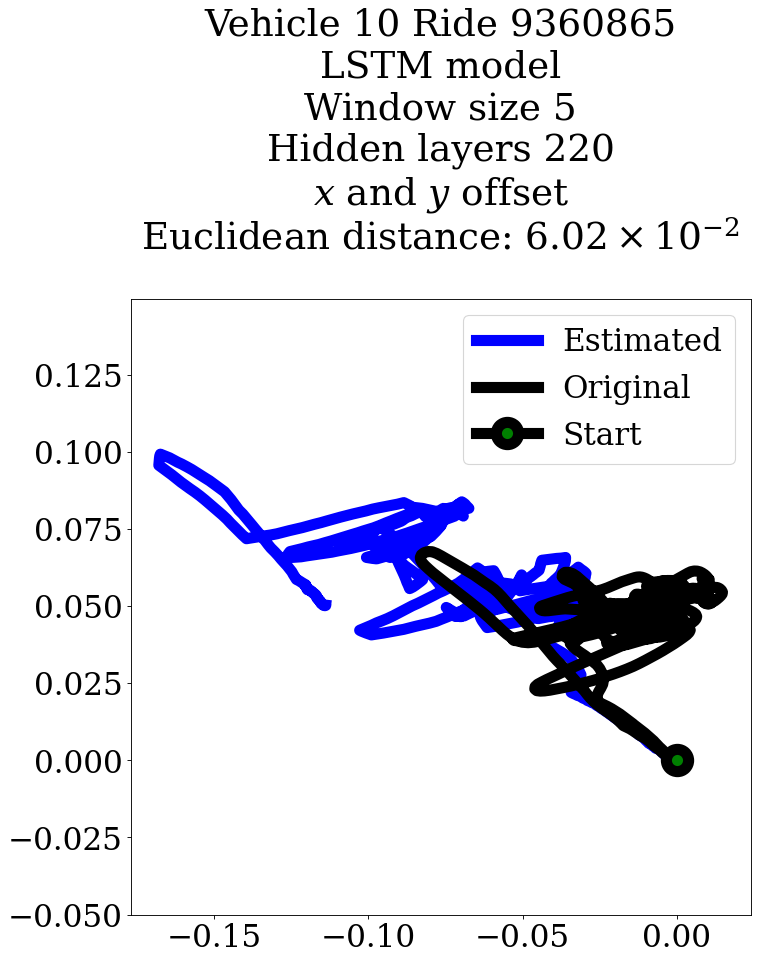 Vehicle 10 Ride 9360865
LSTM model
Window size 5
Hidden layers 220
x and y offset
Euclidean distance: 6.02 × 10⁻²
Estimated
Original
Start
0.125
0.100
0.075
0.050
0.025
0.000
−0.025
−0.050
−0.15 −0.10 −0.05 0.00